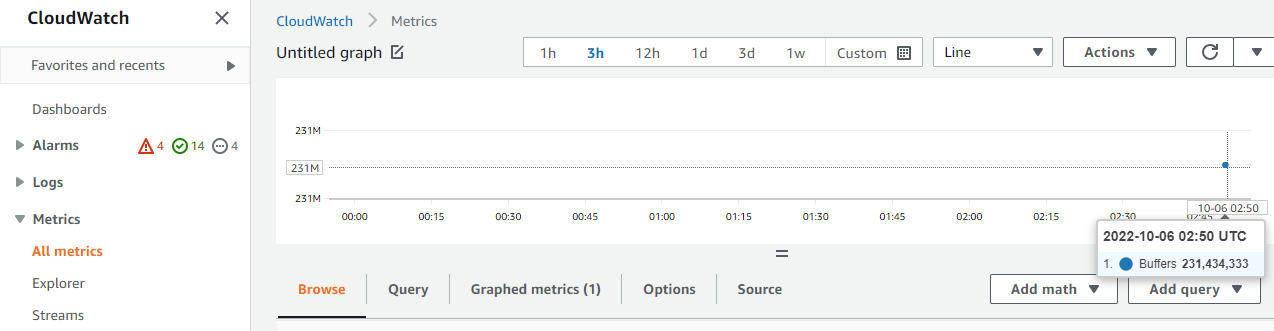 CloudWatch
Favorites and recents
Dashboards
Alarms 4 14 4
Logs
Metrics
All metrics
Explorer
Streams
CloudWatch Metrics
Untitled graph
1h 3h 12h 1d 3d 1w Custom
Line
Actions
231M
231M
231M
00:00 00:15 00:30 00:45 01:00 01:15 01:30 01:45 02:00 02:15 02:30 02:45
10-06 02:50
2022-10-06 02:50 UTC
1. Buffers 231,434,333
Browse Query Graphed metrics (1) Options Source
Add math Add query